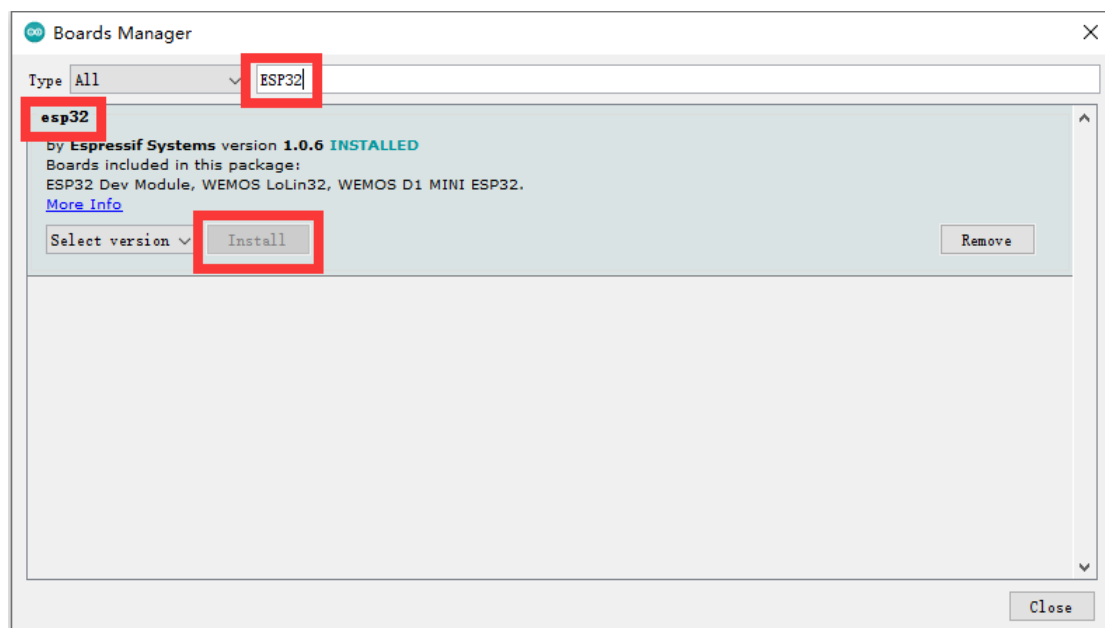 Boards Manager
Type All ESP32
esp32
by Espressif Systems version 1.0.6 INSTALLED
Boards included in this package:
ESP32 Dev Module, WEMOS LoLin32, WEMOS D1 MINI ESP32.
More Info
Select version Install Remove
Close